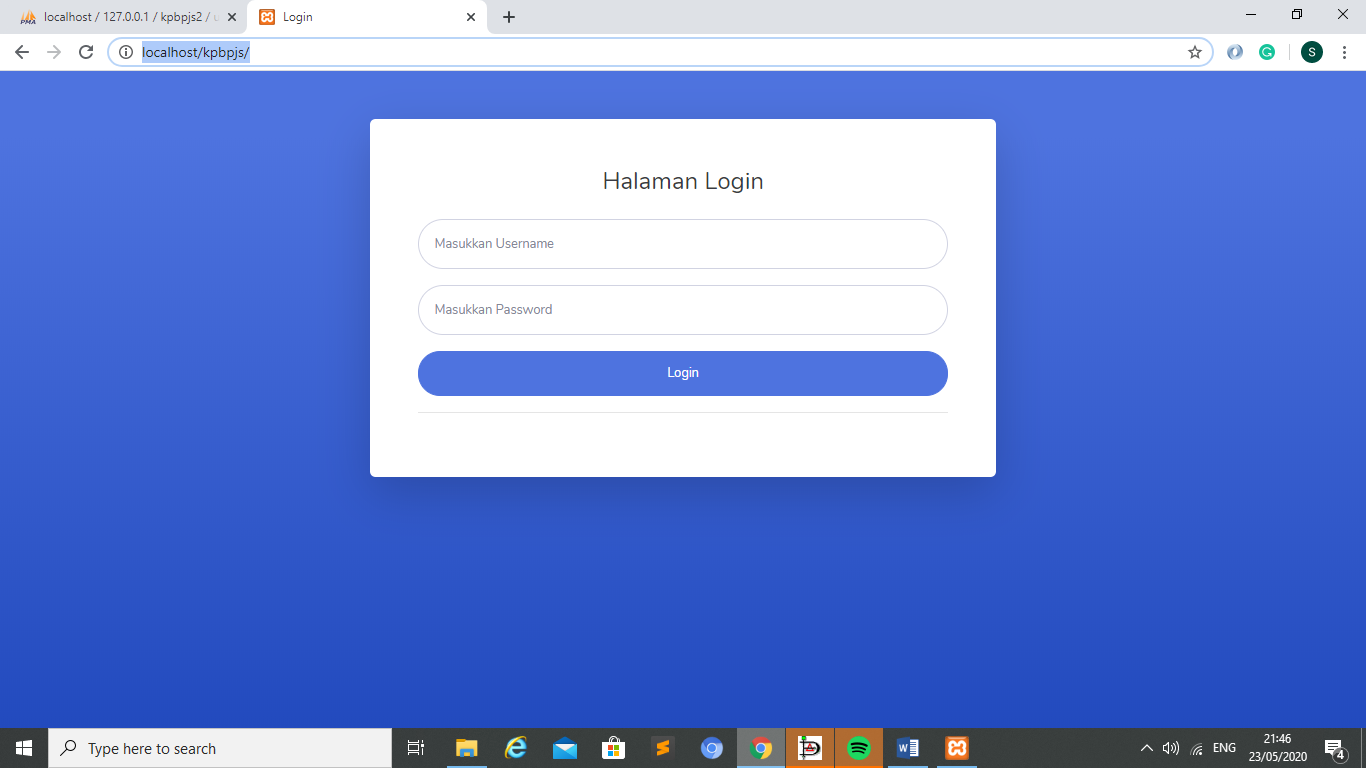 localhost / 127.0.0.1 / kpbpjs2 / u
Login
localhost/kpbpjs/
S
Halaman Login
Masukkan Username
Masukkan Password
Login
Type here to search
ENG
21:46
23/05/2020
4